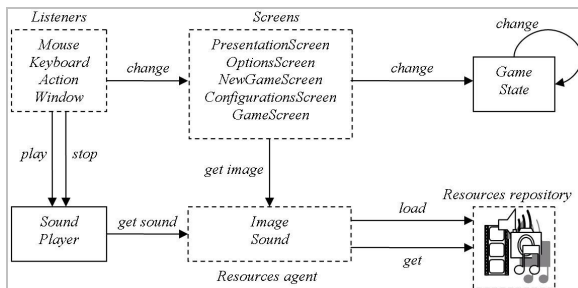 Listeners
Mouse
Keyboard
Action
Window
change
Screens
PresentationScreen
OptionsScreen
NewGameScreen
ConfigurationsScreen
GameScreen
change
change
Game
State
play
stop
get image
Sound
Player
get sound
Image
Sound
Resources agent
load
get
Resources repository